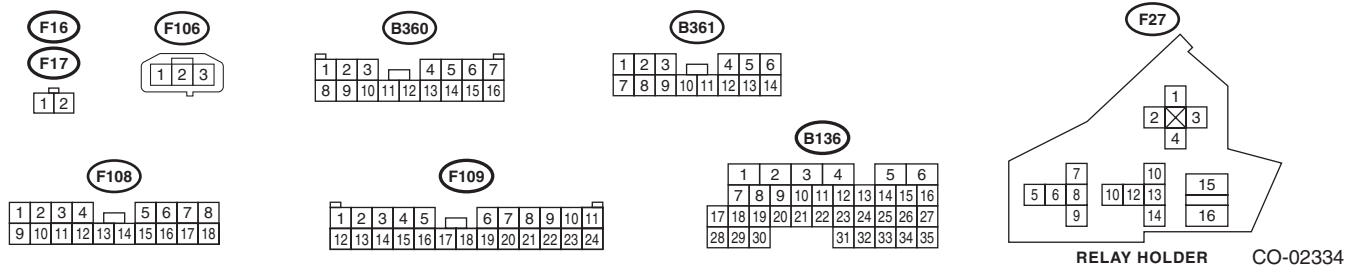 F16
F17
1 2
F106
1 2 3
B360
1 2 3 4 5 6 7
8 9 10 11 12 13 14 15 16
B361
1 2 3 4 5 6
7 8 9 10 11 12 13 14
F27
1
2 3
4
7 10
5 6 8 10 12 13 15
9 14 16
RELAY HOLDER
F108
1 2 3 4 5 6 7 8
9 10 11 12 13 14 15 16 17 18
F109
1 2 3 4 5 6 7 8 9 10 11
12 13 14 15 16 17 18 19 20 21 22 23 24
B136
1 2 3 4 5 6
7 8 9 10 11 12 13 14 15 16
17 18 19 20 21 22 23 24 25 26 27
28 29 30 31 32 33 34 35
CO-02334